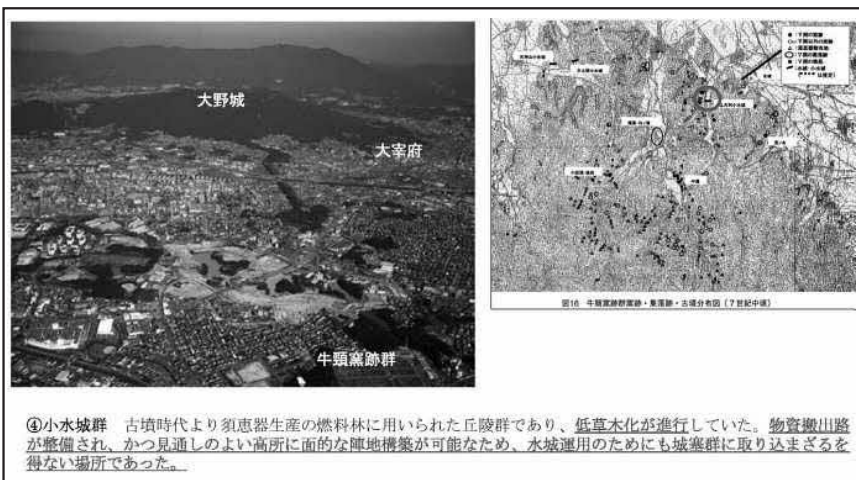 大野城
大宰府
牛頸窯跡群
図16　牛頸窯跡群窯跡・集落跡・古墳分布図（7世紀中頃）
④小水城群　古墳時代より須恵器生産の燃料林に用いられた丘陵群であり、低草木化が進行していた。物資搬出路
が整備され、かつ見通しのよい高所に面的な陣地構築が可能なため、水城運用のためにも城塞群に取り込まざるを
得ない場所であった。